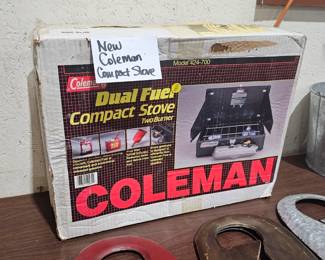 New
Coleman
Compact Stove
Model 424-700
Coleman
Dual Fuel
Compact Stove
Two Burner
COLEMAN